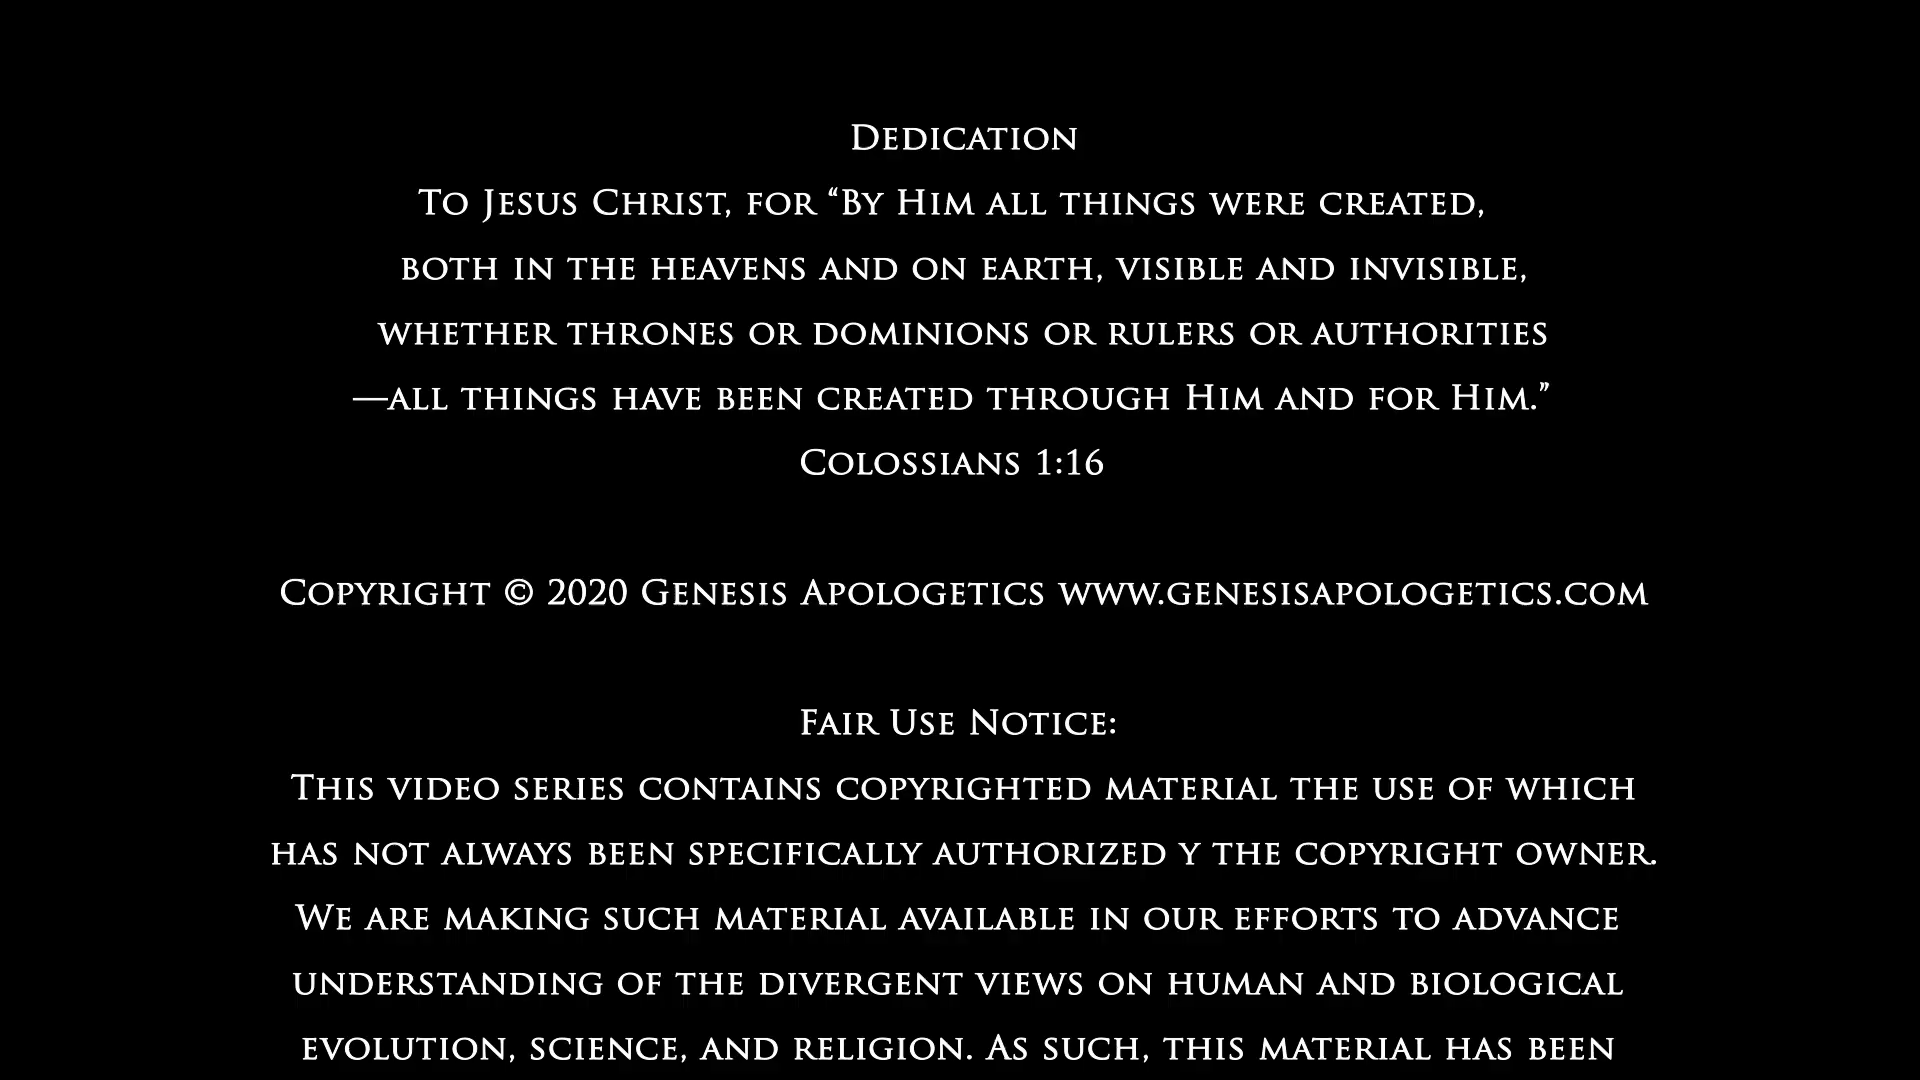 Dedication
To Jesus Christ, for “By Him all things were created,
both in the heavens and on earth, visible and invisible,
whether thrones or dominions or rulers or authorities
—all things have been created through Him and for Him.”
Colossians 1:16
Copyright © 2020 Genesis Apologetics www.genesisapologetics.com
Fair Use Notice:
This video series contains copyrighted material the use of which
has not always been specifically authorized y the copyright owner.
We are making such material available in our efforts to advance
understanding of the divergent views on human and biological
evolution, science, and religion. As such, this material has been